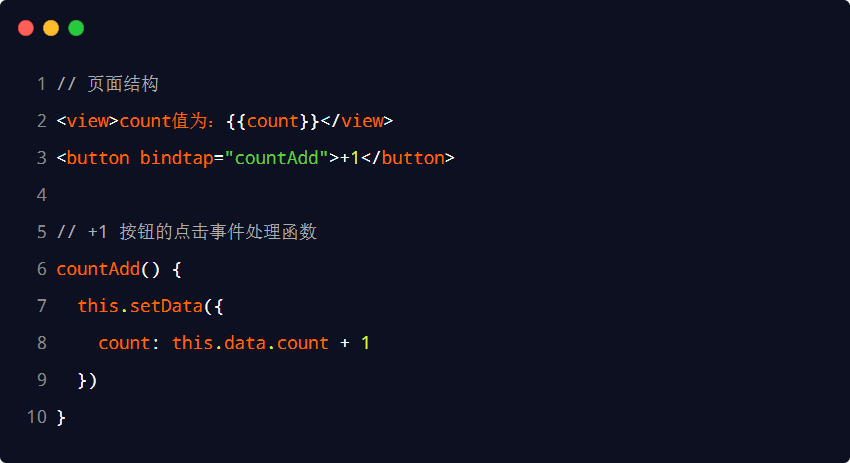 1 // 页面结构
2 <view>count值为：{{count}}</view>
3 <button bindtap="countAdd">+1</button>
4
5 // +1 按钮的点击事件处理函数
6 countAdd() {
7   this.setData({
8     count: this.data.count + 1
9   })
10 }